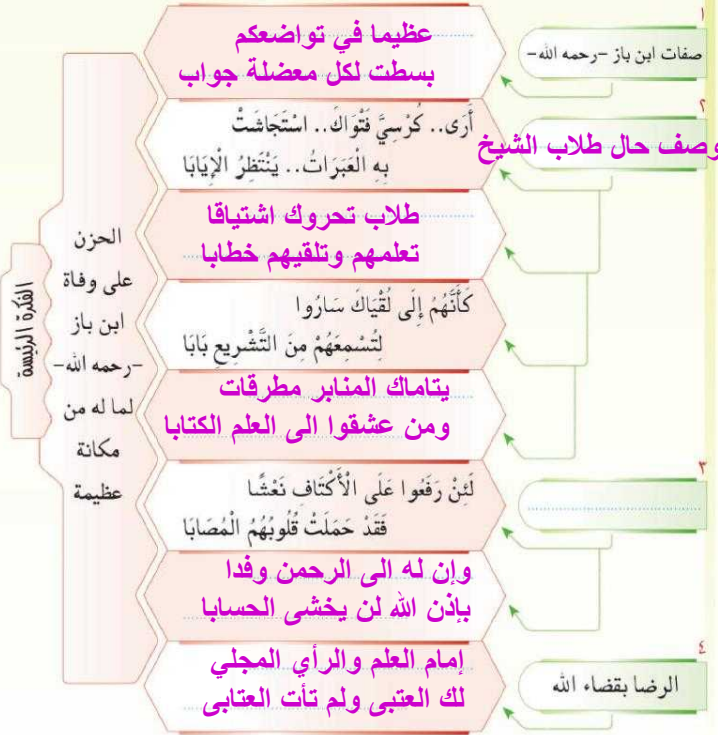 ١
صفات ابن باز -رحمه الله-
عظيما في تواضعكم
بسطت لكل معضلة جواب
٢
وصف حال طلاب الشيخ
أَرَى.. كُرْسِيَّ فَتْوَاكَ.. اسْتَجَاشَتْ
بِهِ الْعَبَرَاتُ.. يَنْتَظِرُ الْإِيَابَا
طلاب تحروك اشتياقا
تعلمهم وتلقيهم خطابا
كَأَنَّهُمُ إِلَى لُقْيَاكَ سَارُوا
لِتُسْمِعَهُمْ مِنَ التَّشْرِيعِ بَابَا
يتاماك المنابر مطرقات
ومن عشقوا الى العلم الكتابا
٣
لَئِنْ رَفَعُوا عَلَى الْأَكْتَافِ نَعْشًا
فَقَدْ حَمَلَتْ قُلُوبُهُمُ الْمُصَابَا
وإن له الى الرحمن وفدا
بإذن الله لن يخشى الحسابا
٤
الرضا بقضاء الله
إمام العلم والرأي المجلي
لك العتبى ولم تأت العتابى
الحزن
على وفاة
ابن باز
-رحمه الله-
لما له من
مكانة
عظيمة
الفكرة الرئيسة